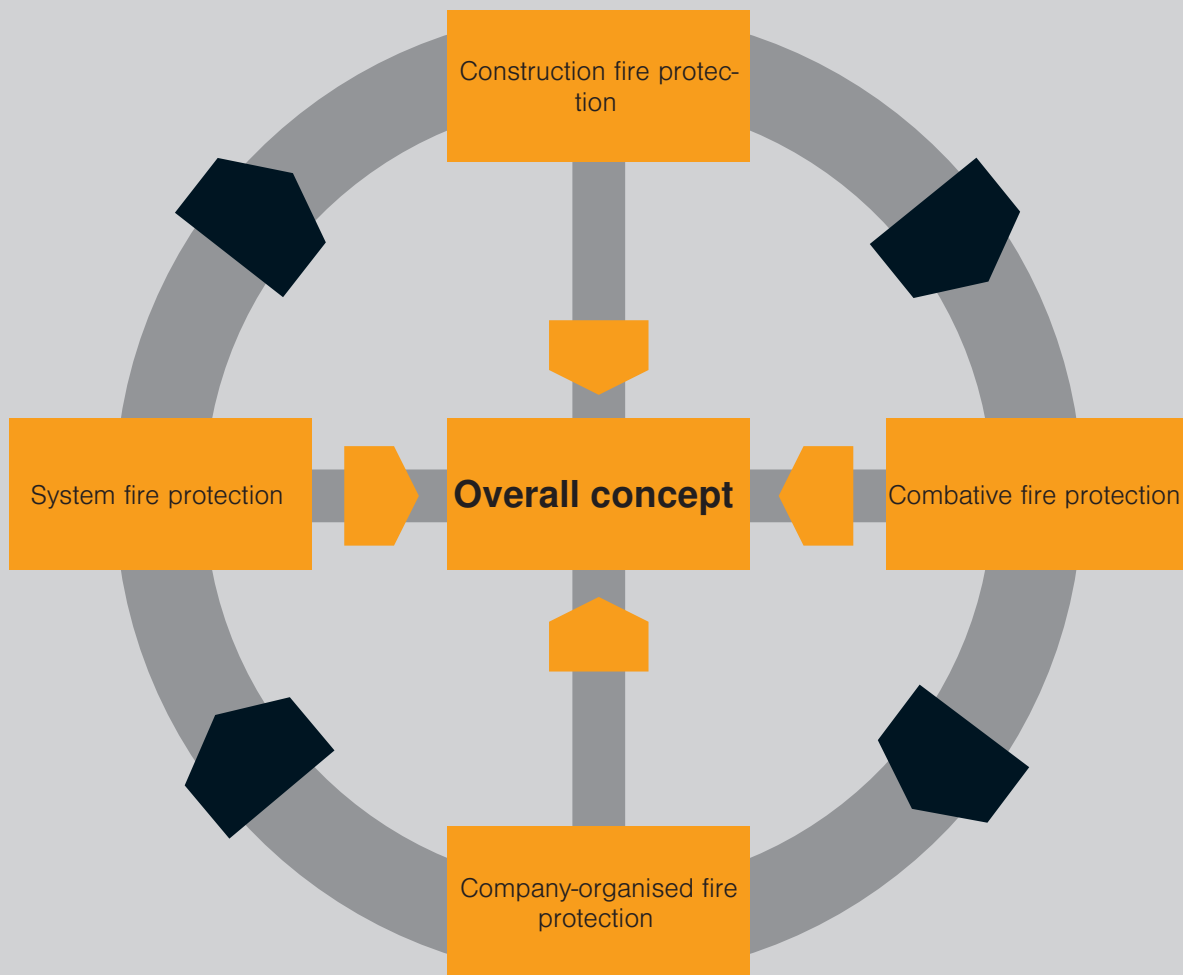 Construction fire protec-
tion
System fire protection
Overall concept
Combative fire protection
Company-organised fire
protection